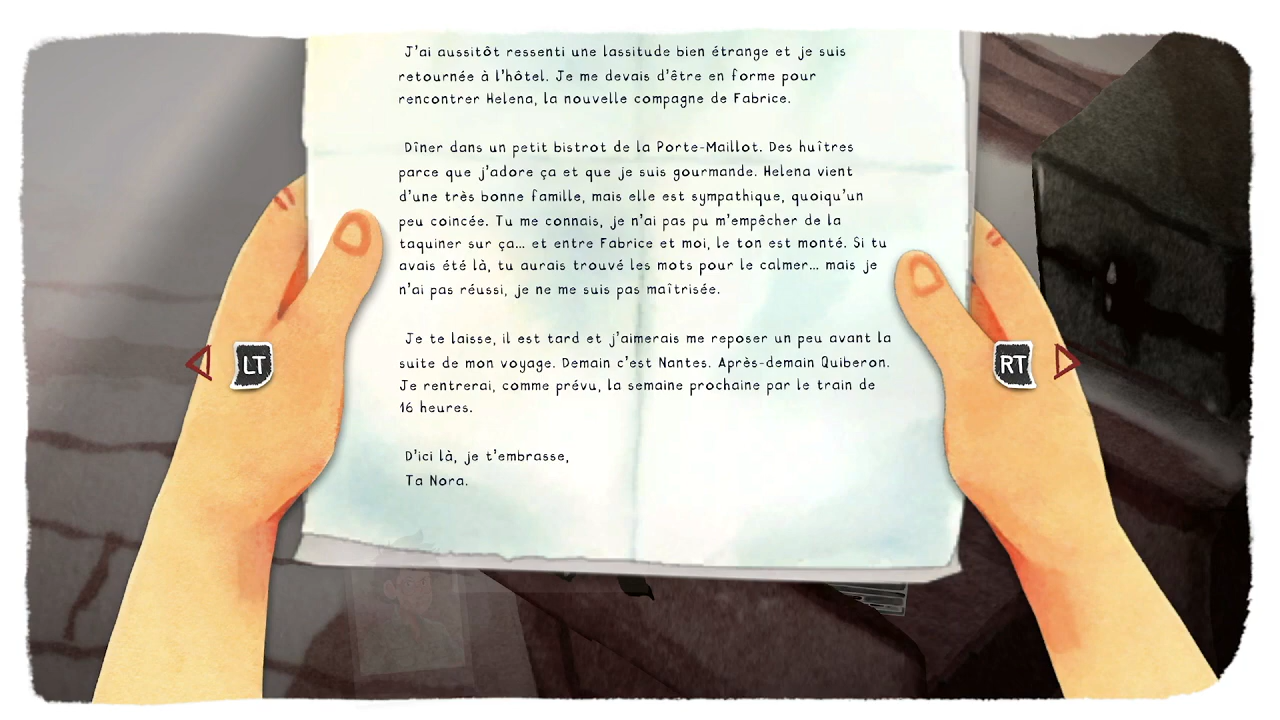 J'ai aussitôt ressenti une lassitude bien étrange et je suis
retournée à l'hôtel. Je me devais d'être en forme pour
rencontrer Helena, la nouvelle compagne de Fabrice.
Dîner dans un petit bistrot de la Porte-Maillot. Des huîtres
parce que j'adore ça et que je suis gourmande. Helena vient
d'une très bonne famille, mais elle est sympathique, quoiqu'un
peu coincée. Tu me connais, je n'ai pas pu m'empêcher de la
taquiner sur ça... et entre Fabrice et moi, le ton est monté. Si tu
avais été là, tu aurais trouvé les mots pour le calmer... mais je
n'ai pas réussi, je ne me suis pas maîtrisée.
Je te laisse, il est tard et j'aimerais me reposer un peu avant la
suite de mon voyage. Demain c'est Nantes. Après-demain Quiberon.
Je rentrerai, comme prévu, la semaine prochaine par le train de
16 heures.
D'ici là, je t'embrasse,
Ta Nora.
LT
RT